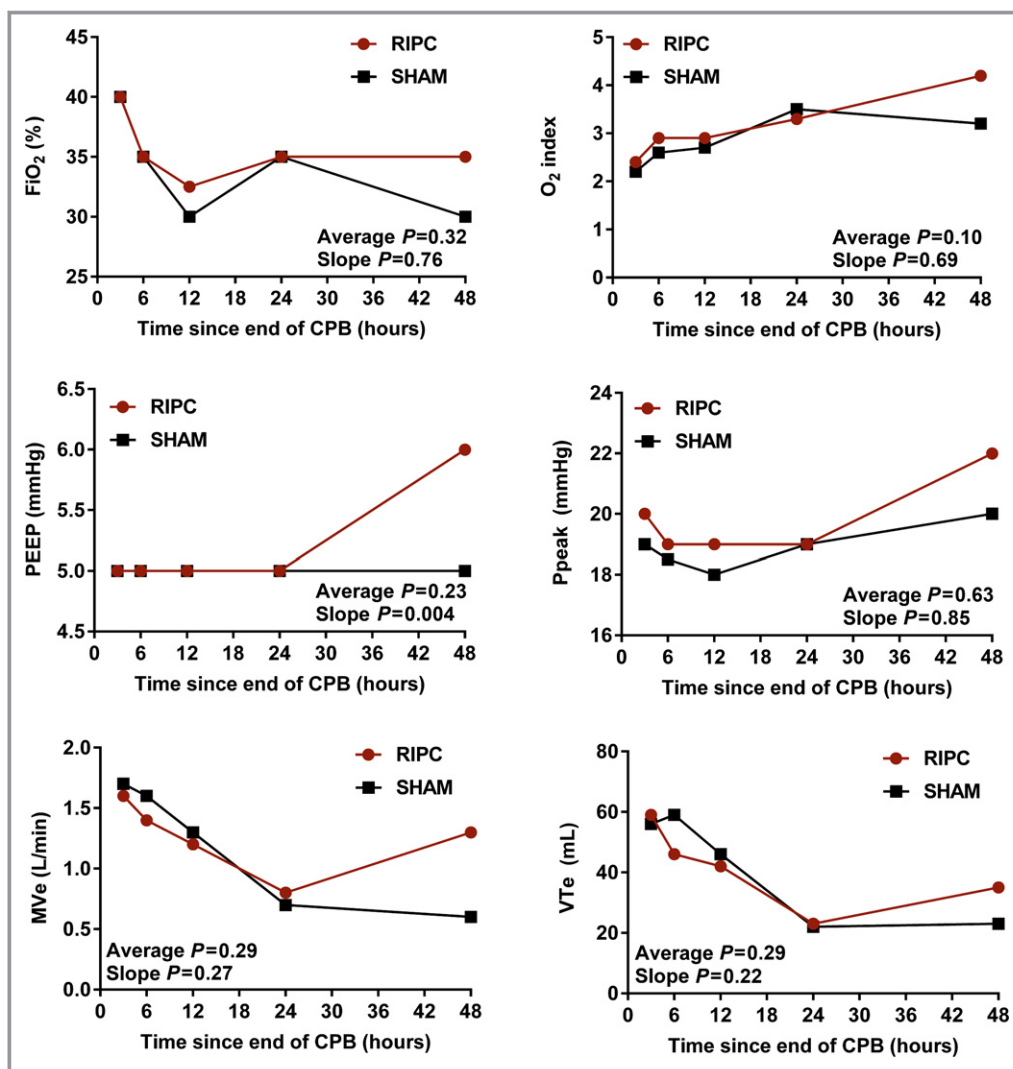 45
40
35
30
25
FiO2 (%)
RIPC
SHAM
Average P=0.32
Slope P=0.76
0 6 12 18 24 30 36 42 48
Time since end of CPB (hours)
5
4
3
2
1
0
O2 index
RIPC
SHAM
Average P=0.10
Slope P=0.69
0 6 12 18 24 30 36 42 48
Time since end of CPB (hours)
6.5
6.0
5.5
5.0
4.5
PEEP (mmHg)
RIPC
SHAM
Average P=0.23
Slope P=0.004
0 6 12 18 24 30 36 42 48
Time since end of CPB (hours)
24
22
20
18
16
Ppeak (mmHg)
RIPC
SHAM
Average P=0.63
Slope P=0.85
0 6 12 18 24 30 36 42 48
Time since end of CPB (hours)
2.0
1.5
1.0
0.5
0.0
MVe (L/min)
RIPC
SHAM
Average P=0.29
Slope P=0.27
0 6 12 18 24 30 36 42 48
Time since end of CPB (hours)
80
60
40
20
0
VTe (mL)
RIPC
SHAM
Average P=0.29
Slope P=0.22
0 6 12 18 24 30 36 42 48
Time since end of CPB (hours)